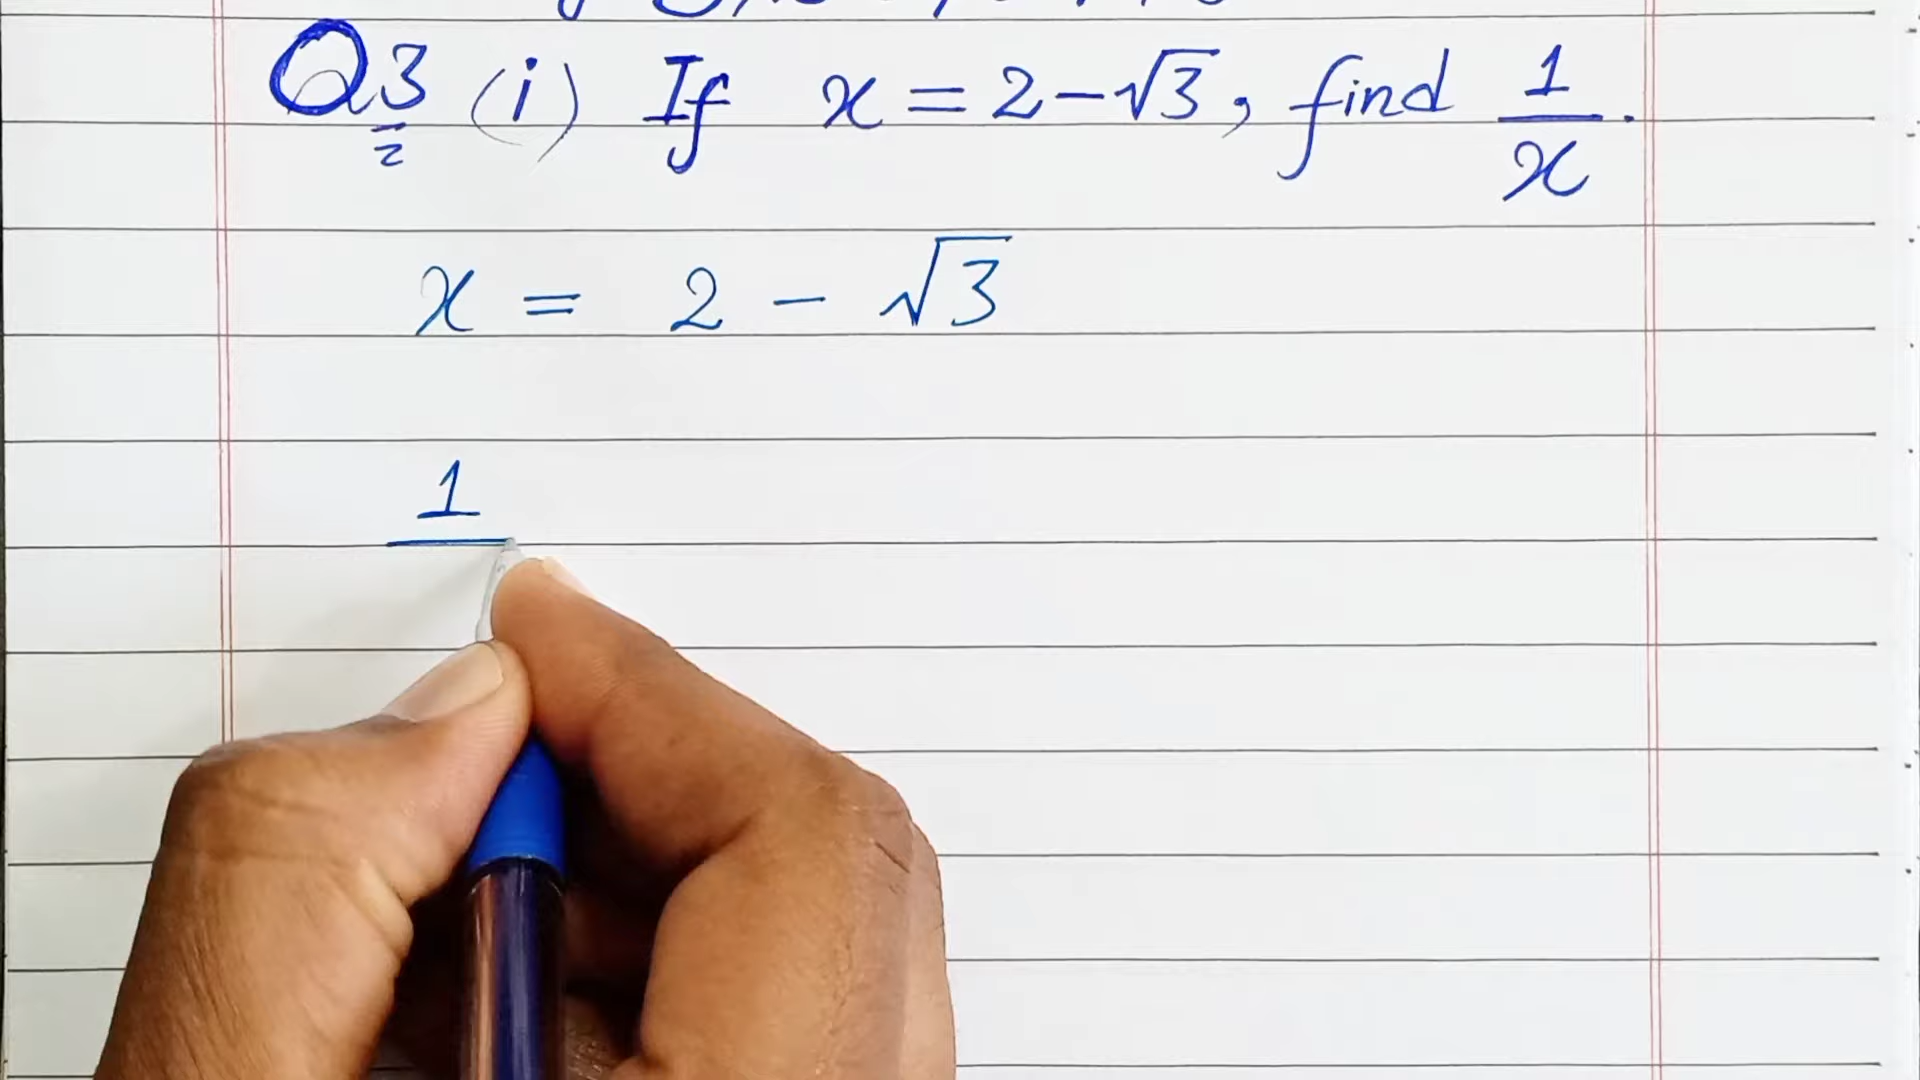 Q3 (i) If x = 2-√3, find 1/x.
x = 2 - √3
1